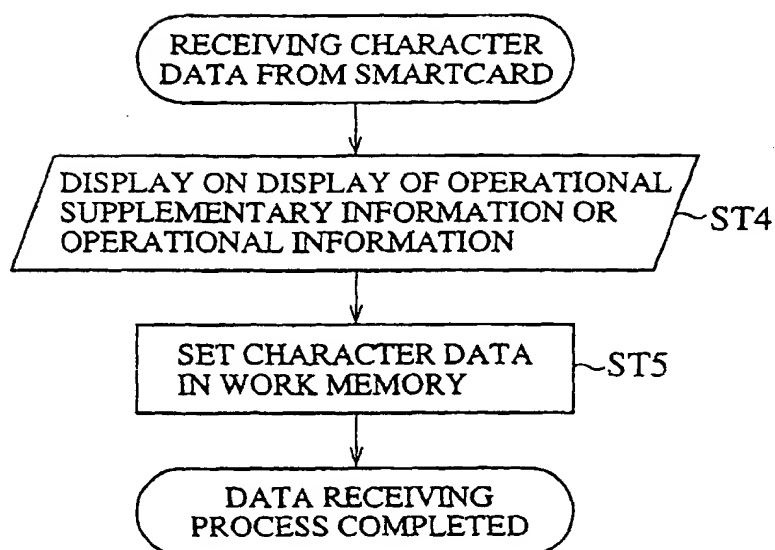 RECEIVING CHARACTER
DATA FROM SMARTCARD
DISPLAY ON DISPLAY OF OPERATIONAL
SUPPLEMENTARY INFORMATION OR
OPERATIONAL INFORMATION
ST4
SET CHARACTER DATA
IN WORK MEMORY
ST5
DATA RECEIVING
PROCESS COMPLETED